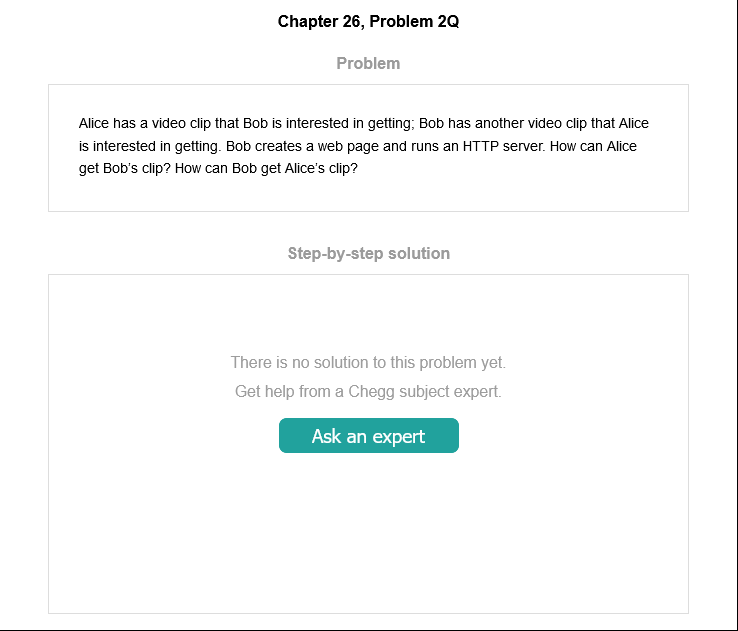 Chapter 26, Problem 2Q
Problem
Alice has a video clip that Bob is interested in getting; Bob has another video clip that Alice
is interested in getting. Bob creates a web page and runs an HTTP server. How can Alice
get Bob's clip? How can Bob get Alice's clip?
Step-by-step solution
There is no solution to this problem yet.
Get help from a Chegg subject expert.
Ask an expert